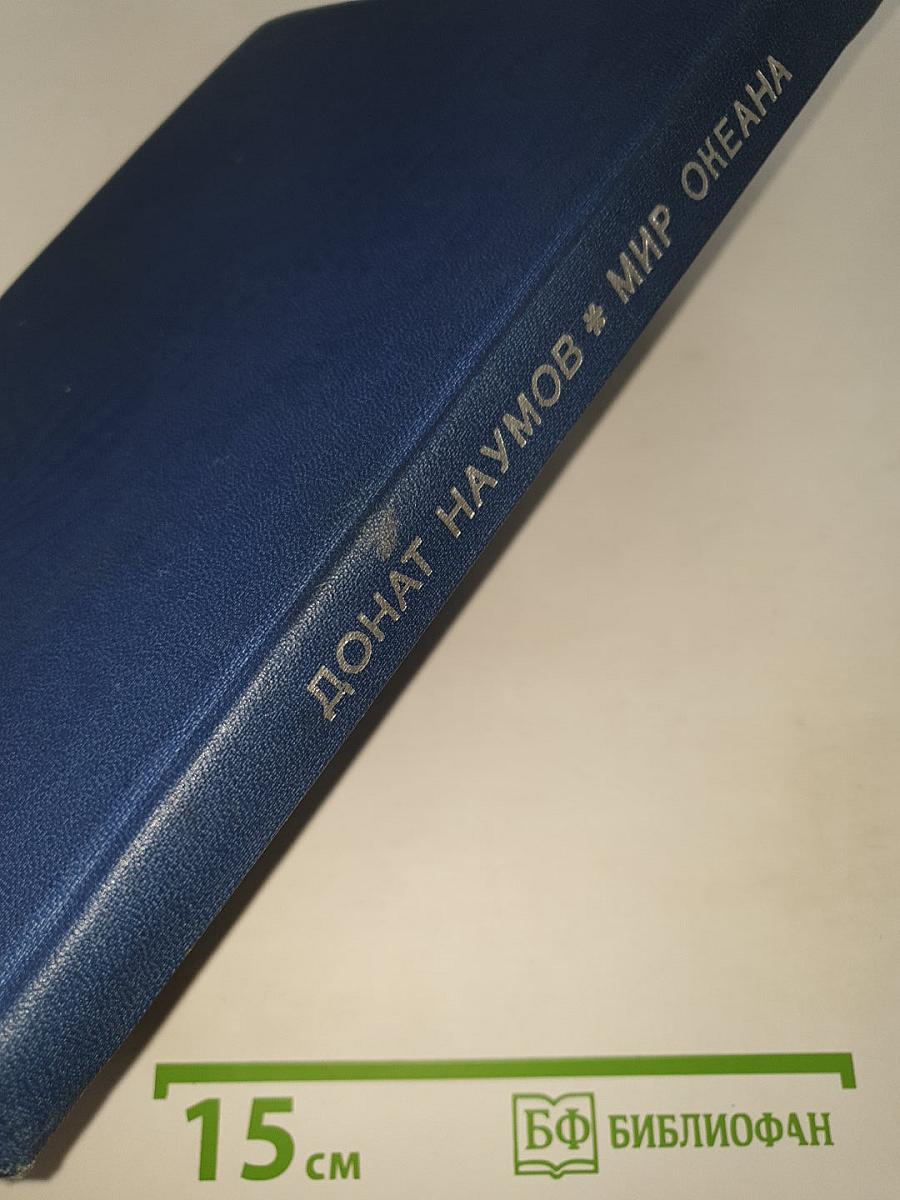 ДОНАТ НАУМОВ * МИР ОКЕАНА
15 см
БФ БИБЛИОФАН